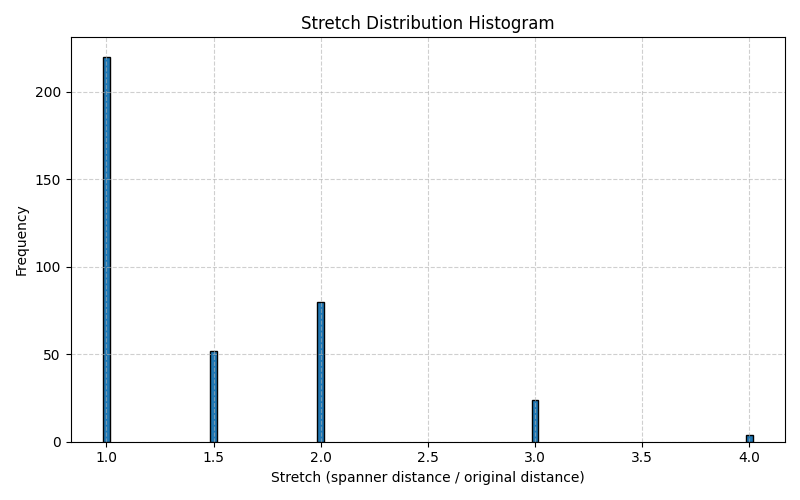 Stretch Distribution Histogram
200
150
100
50
0
Frequency
1.0 1.5 2.0 2.5 3.0 3.5 4.0
Stretch (spanner distance / original distance)